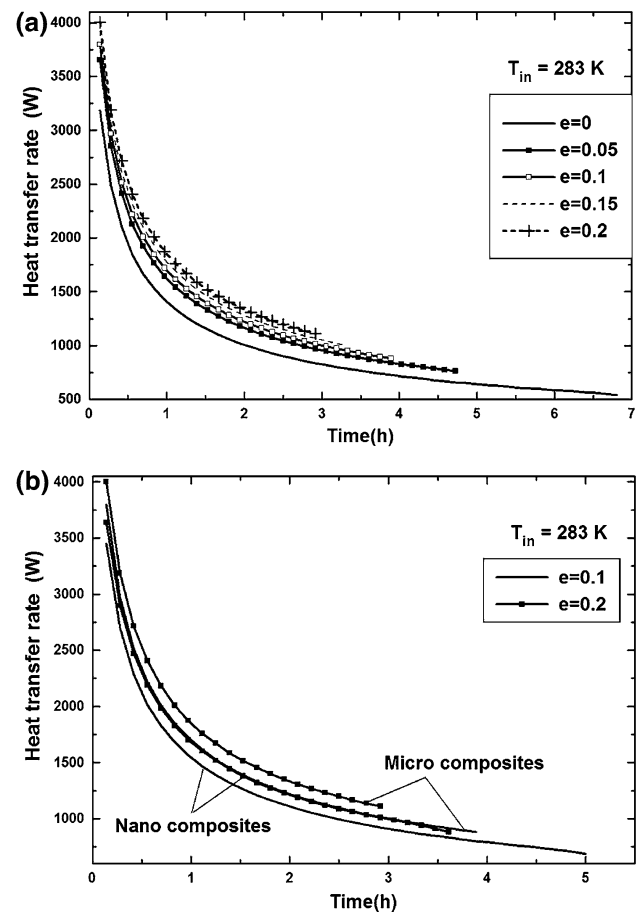 (a)
4000
3500
3000
2500
2000
1500
1000
500
Heat transfer rate (W)
T_in = 283 K
e=0
e=0.05
e=0.1
e=0.15
e=0.2
0 1 2 3 4 5 6 7
Time(h)
(b)
4000
3500
3000
2500
2000
1500
1000
Heat transfer rate (W)
T_in = 283 K
e=0.1
e=0.2
Micro composites
Nano composites
0 1 2 3 4 5
Time(h)